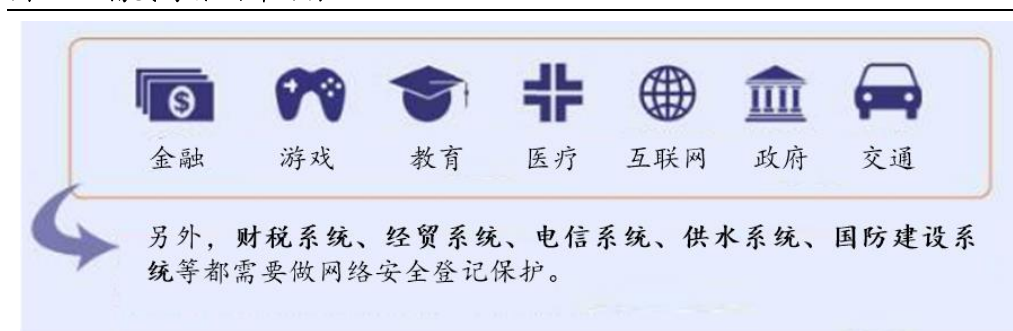 金融 游戏 教育 医疗 互联网 政府 交通
另外，财税系统、经贸系统、电信系统、供水系统、国防建设系
统等都需要做网络安全登记保护。